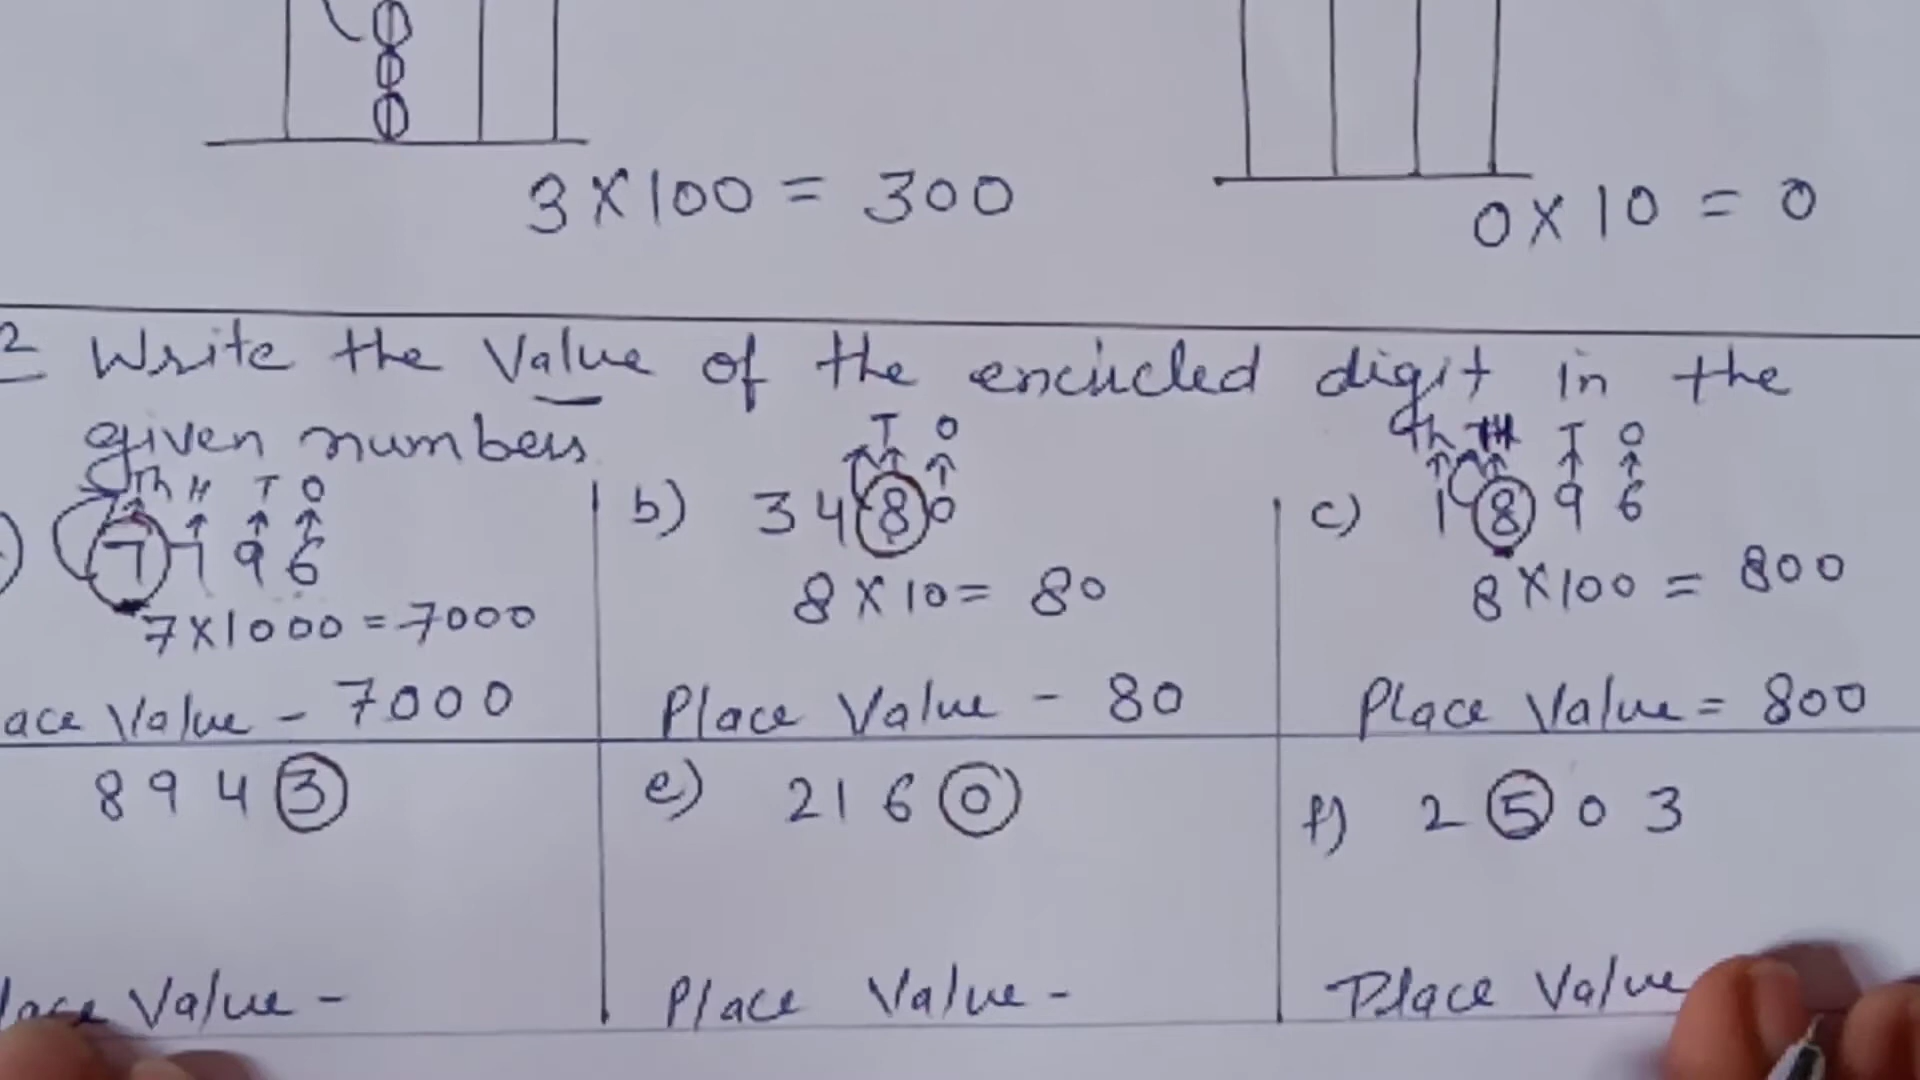 3 X 100 = 300
0 X 10 = 0
2 Write the Value of the encircled digit in the
given numbers
Th H T O
7 7 9 6
7 X 1000 = 7000
ace Value - 7000
T O
b) 3 4 8 0
8 X 10 = 80
Place Value - 80
Th H T O
c) 1 8 9 6
8 X 100 = 800
Place Value = 800
8 9 4 3
lace Value -
e) 2 1 6 0
Place Value -
f) 2 5 0 3
Place Value